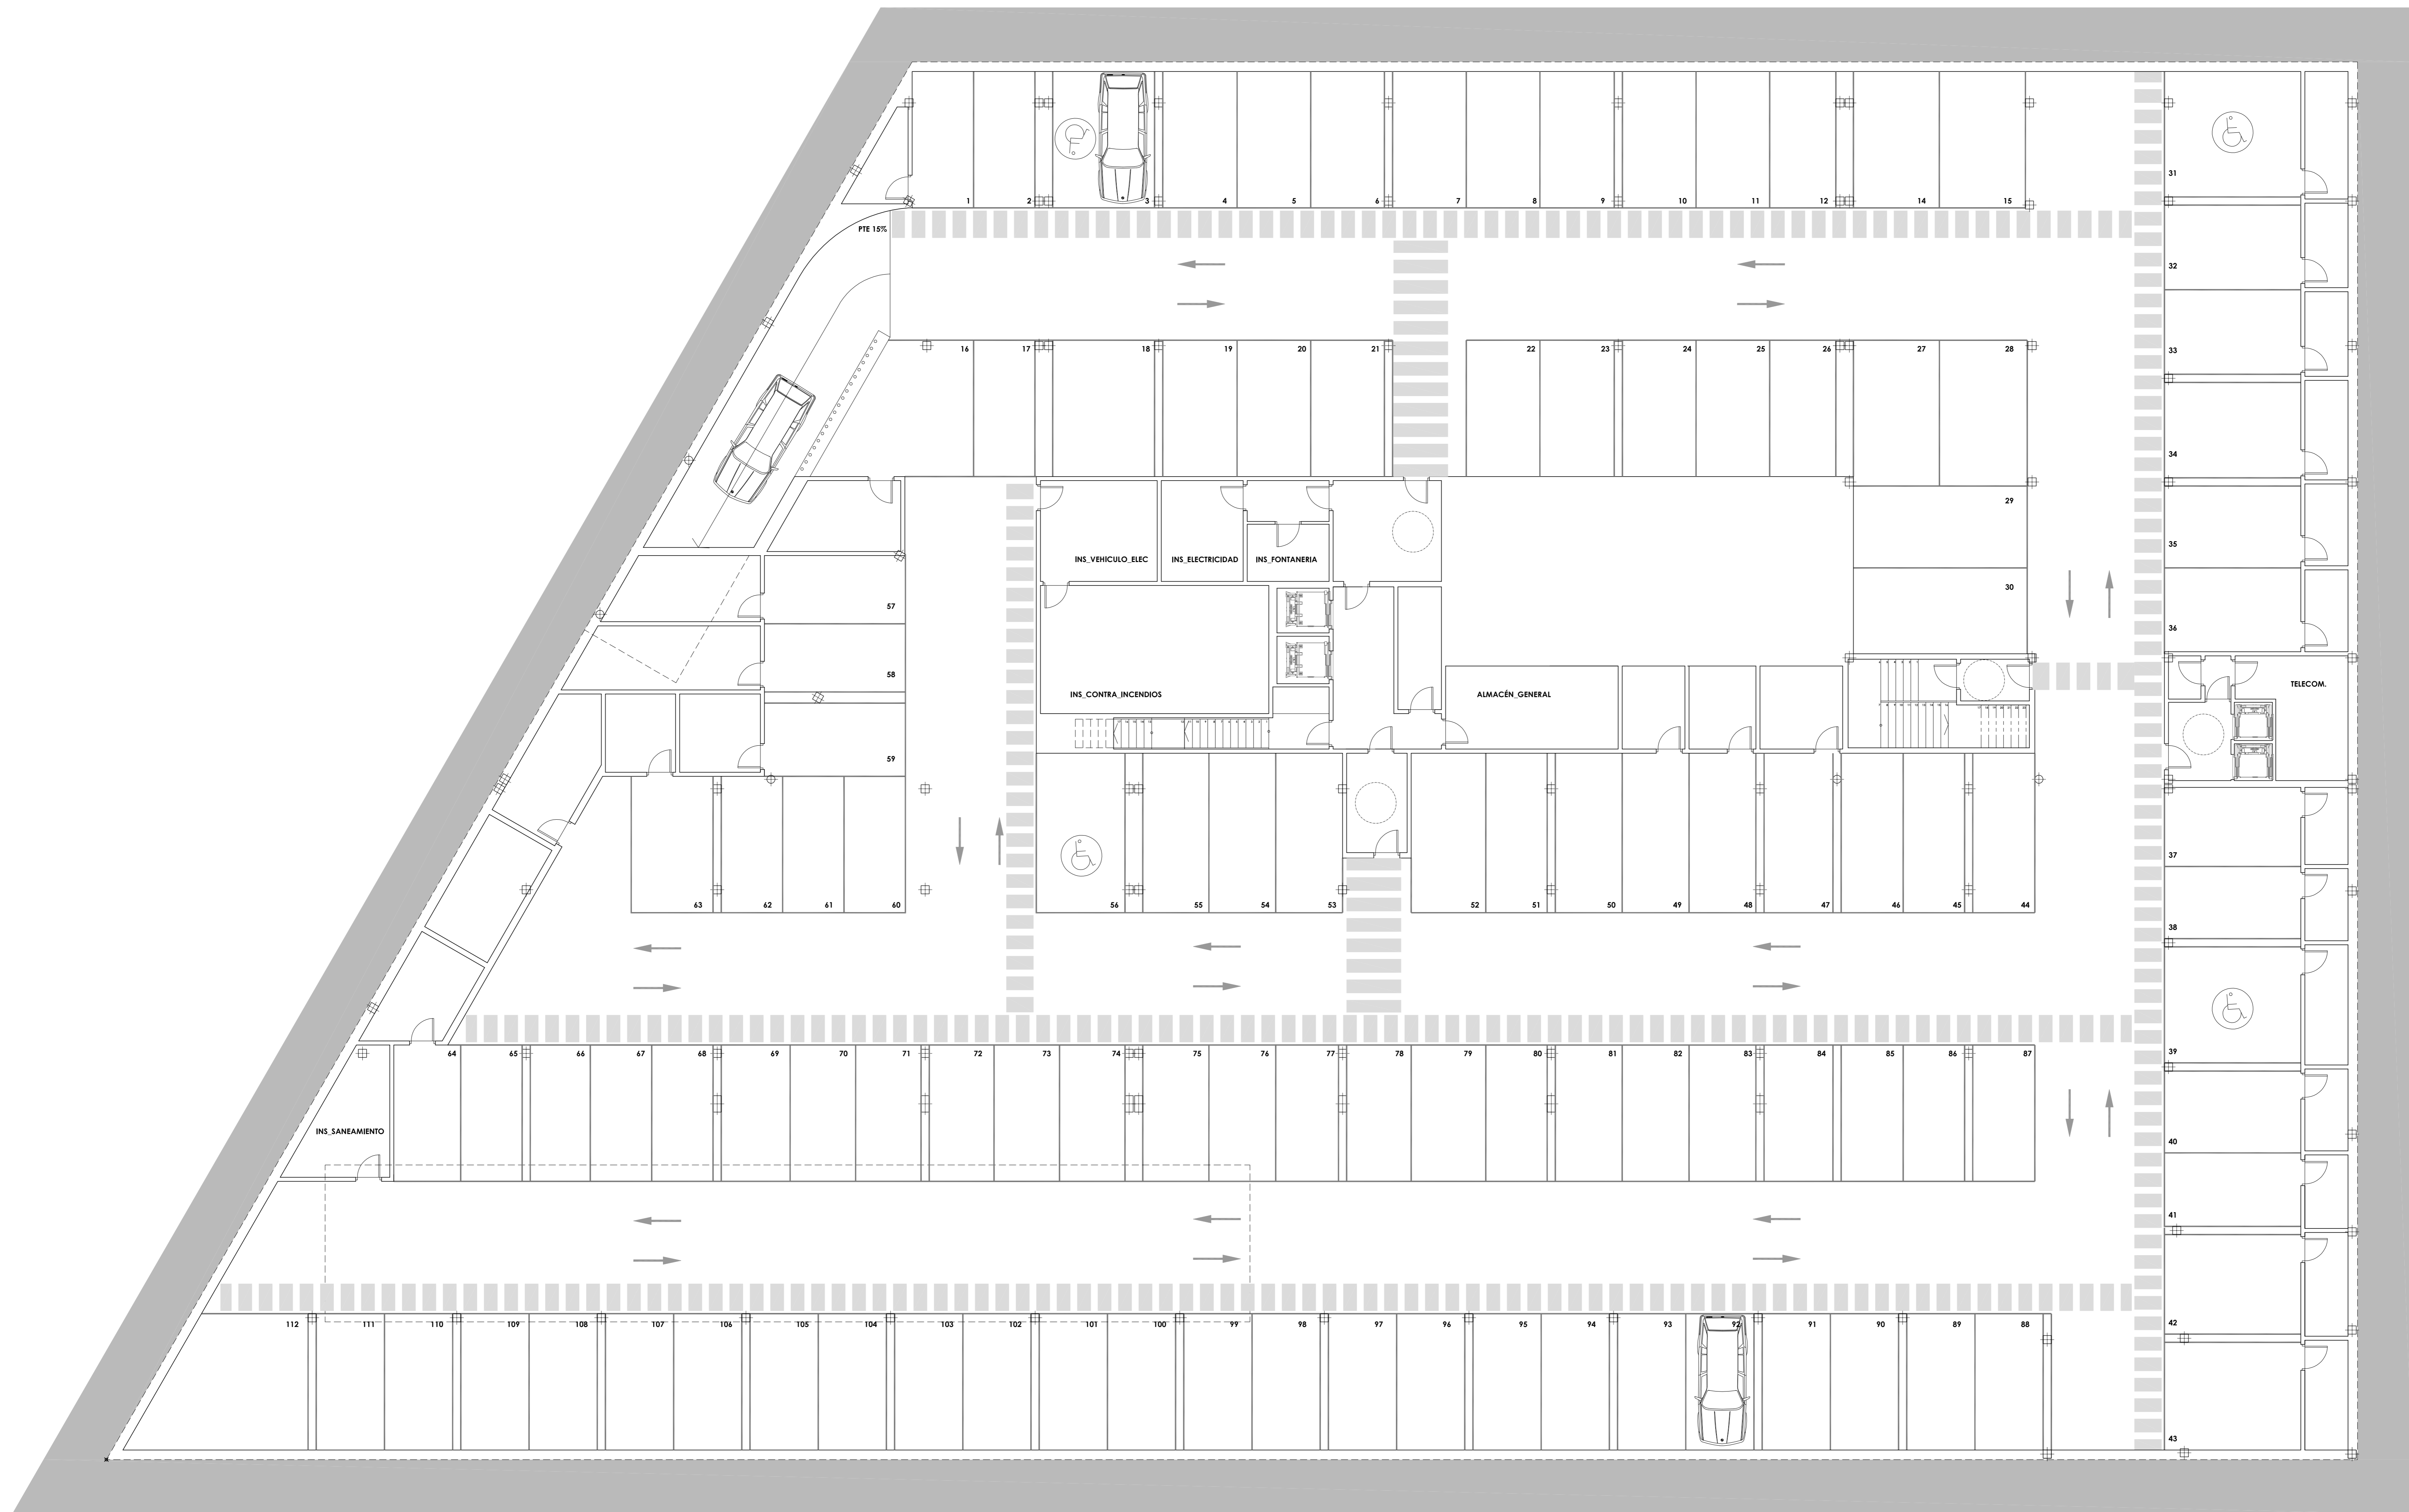 1 2 3 4 5 6 7 8 9 10 11 12 14 15
31
PTE 15%
32
16 17 18 19 20 21 22 23 24 25 26 27 28
33
34
29
35
INS_VEHICULO_ELEC INS_ELECTRICIDAD INS_FONTANERIA
30
57
36
58
TELECOM.
INS_CONTRA_INCENDIOS ALMACÉN_GENERAL
59
37
63 62 61 60 56 55 54 53 52 51 50 49 48 47 46 45 44
38
64 65 66 67 68 69 70 71 72 73 74 75 76 77 78 79 80 81 82 83 84 85 86 87
39
INS_SANEAMIENTO
40
41
112 111 110 109 108 107 106 105 104 103 102 101 100 99 98 97 96 95 94 93 92 91 90 89 88
42
43